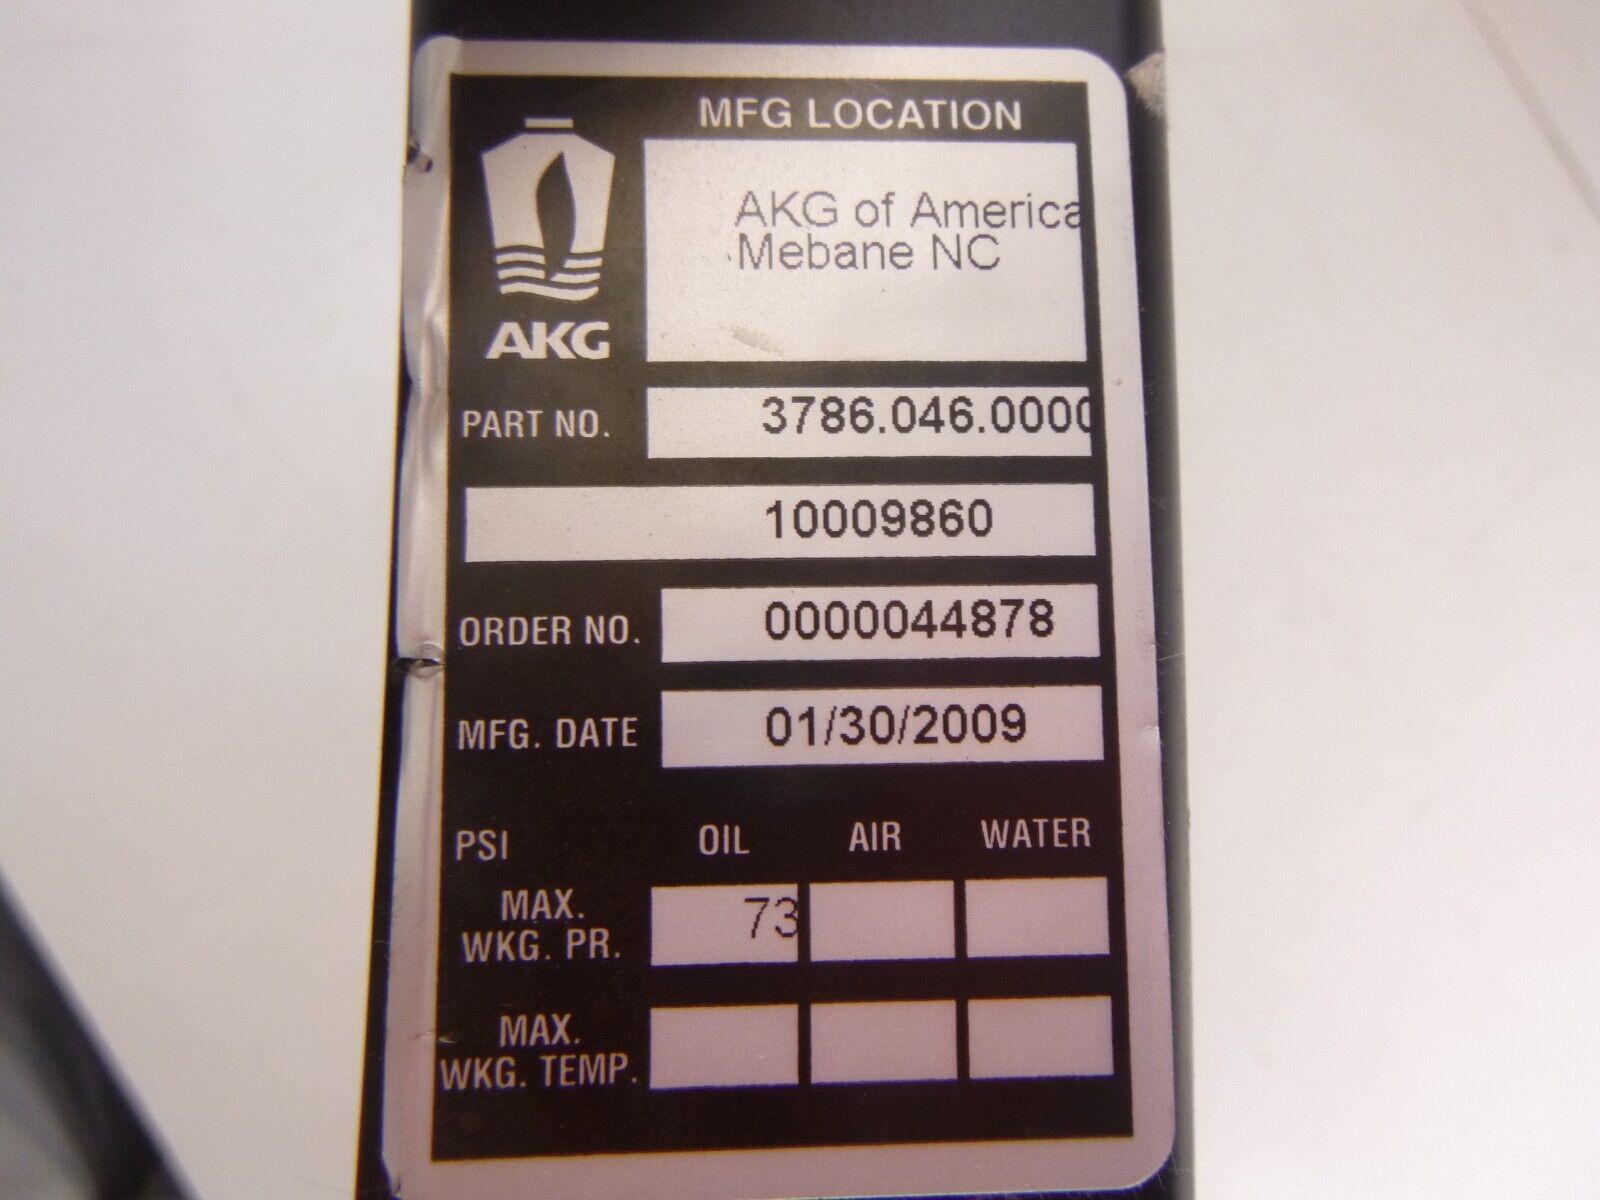 MFG LOCATION
AKG of America
Mebane NC
AKG
PART NO. 3786.046.0000
10009860
ORDER NO. 0000044878
MFG. DATE 01/30/2009
PSI OIL AIR WATER
MAX.
WKG. PR. 73
MAX.
WKG. TEMP.